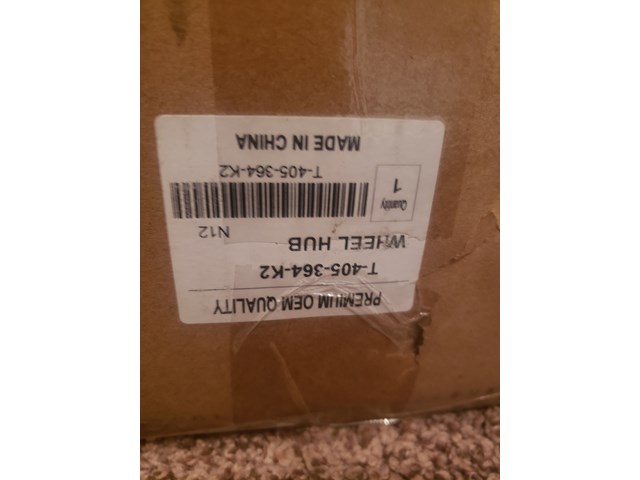 PREMIUM OEM QUALITY
T-405-364-K2
WHEEL HUB
N12
Quantity
1
T-405-364-K2
MADE IN CHINA